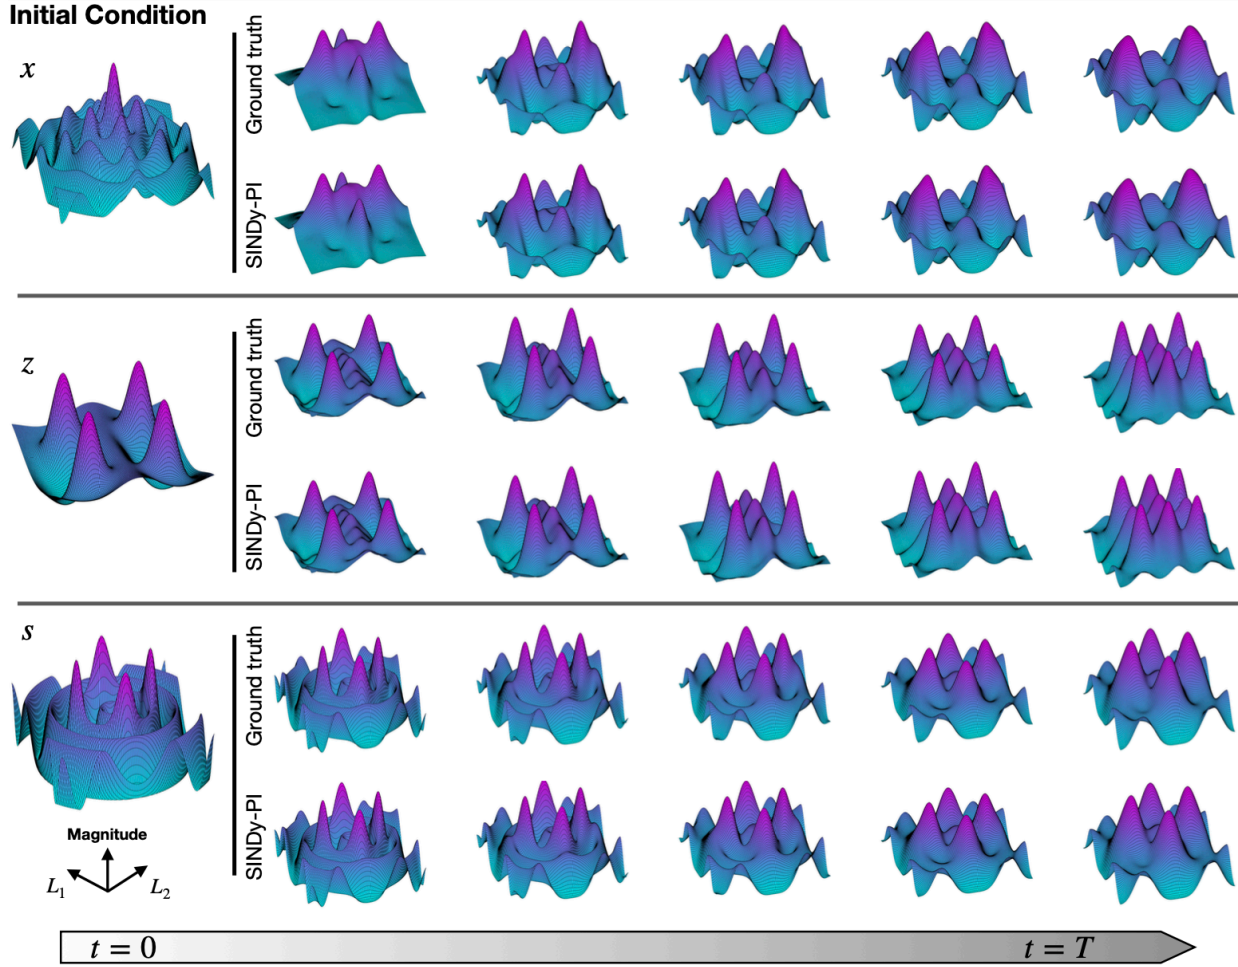 Initial Condition
x
Ground truth
SINDy-PI
z
Ground truth
SINDy-PI
s
Ground truth
SINDy-PI
Magnitude
L₁
L₂
t = 0
t = T